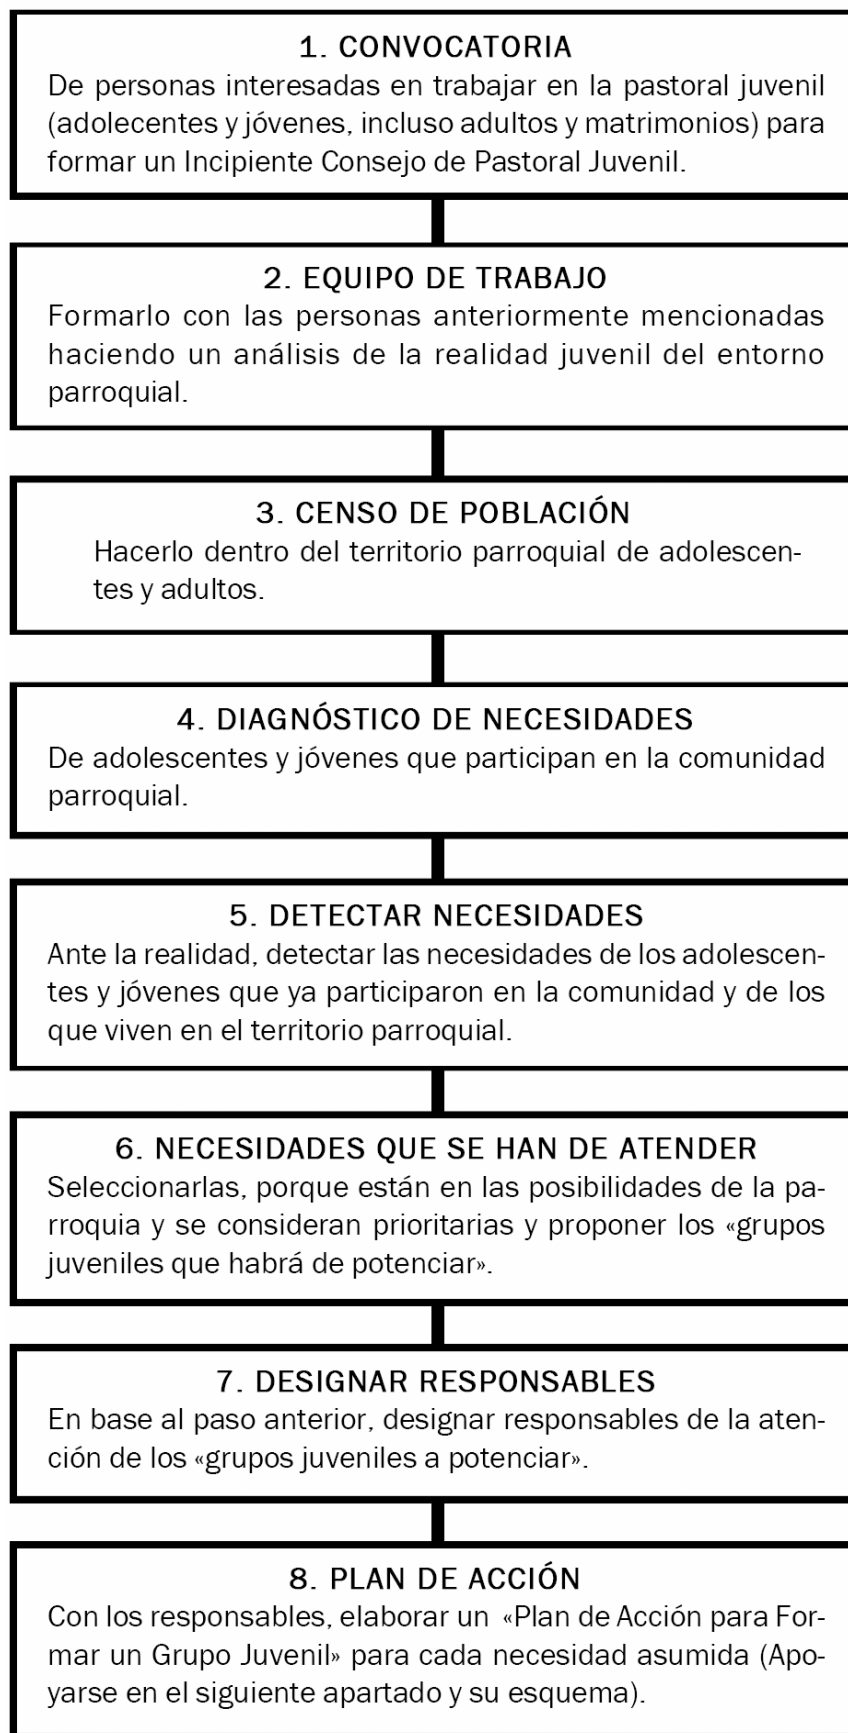 1. CONVOCATORIA
De personas interesadas en trabajar en la pastoral juvenil
(adolecentes y jóvenes, incluso adultos y matrimonios) para
formar un Incipiente Consejo de Pastoral Juvenil.
2. EQUIPO DE TRABAJO
Formarlo con las personas anteriormente mencionadas
haciendo un análisis de la realidad juvenil del entorno
parroquial.
3. CENSO DE POBLACIÓN
Hacerlo dentro del territorio parroquial de adolescen-
tes y adultos.
4. DIAGNÓSTICO DE NECESIDADES
De adolescentes y jóvenes que participan en la comunidad
parroquial.
5. DETECTAR NECESIDADES
Ante la realidad, detectar las necesidades de los adolescen-
tes y jóvenes que ya participaron en la comunidad y de los
que viven en el territorio parroquial.
6. NECESIDADES QUE SE HAN DE ATENDER
Seleccionarlas, porque están en las posibilidades de la pa-
rroquia y se consideran prioritarias y proponer los «grupos
juveniles que habrá de potenciar».
7. DESIGNAR RESPONSABLES
En base al paso anterior, designar responsables de la aten-
ción de los «grupos juveniles a potenciar».
8. PLAN DE ACCIÓN
Con los responsables, elaborar un «Plan de Acción para For-
mar un Grupo Juvenil» para cada necesidad asumida (Apo-
yarse en el siguiente apartado y su esquema).